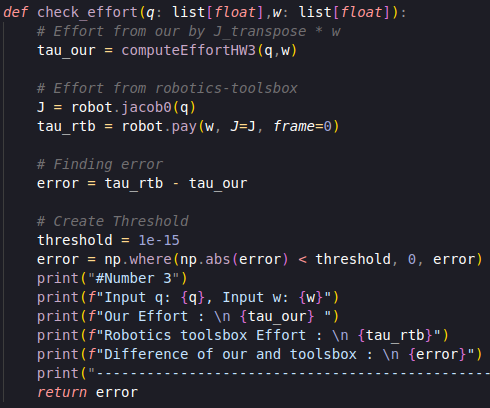 def check_effort(q: list[float],w: list[float]):
# Effort from our by J_transpose * w
tau_our = computeEffortHW3(q,w)
# Effort from robotics-toolsbox
J = robot.jacob0(q)
tau_rtb = robot.pay(w, J=J, frame=0)
# Finding error
error = tau_rtb - tau_our
# Create Threshold
threshold = 1e-15
error = np.where(np.abs(error) < threshold, 0, error)
print("#Number 3")
print(f"Input q: {q}, Input w: {w}")
print(f"Our Effort : \n {tau_our} ")
print(f"Robotics toolsbox Effort : \n {tau_rtb}")
print(f"Difference of our and toolsbox : \n {error}")
print("-----------------------------------------------
return error